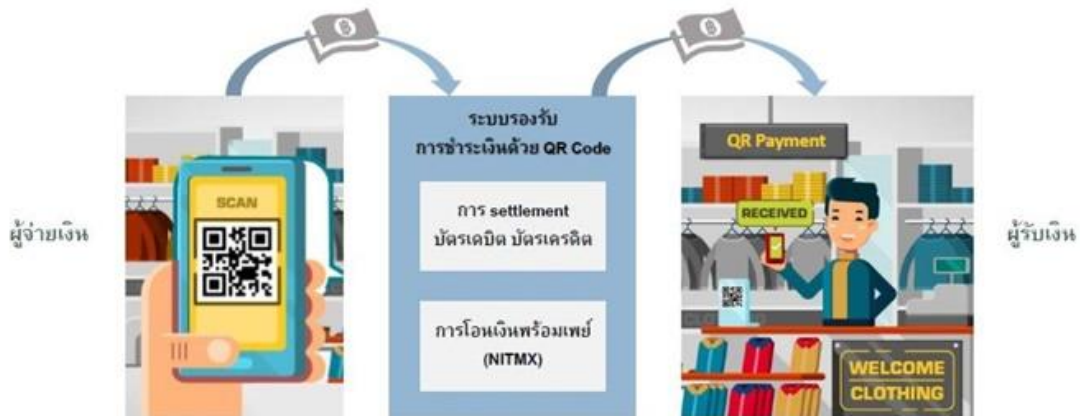 ผู้จ่ายเงิน
SCAN
ระบบรองรับ
การชำระเงินด้วย QR Code
การ settlement
บัตรเดบิต บัตรเครดิต
การโอนเงินพร้อมเพย์
(NITMX)
QR Payment
RECEIVED
WELCOME
CLOTHING
ผู้รับเงิน